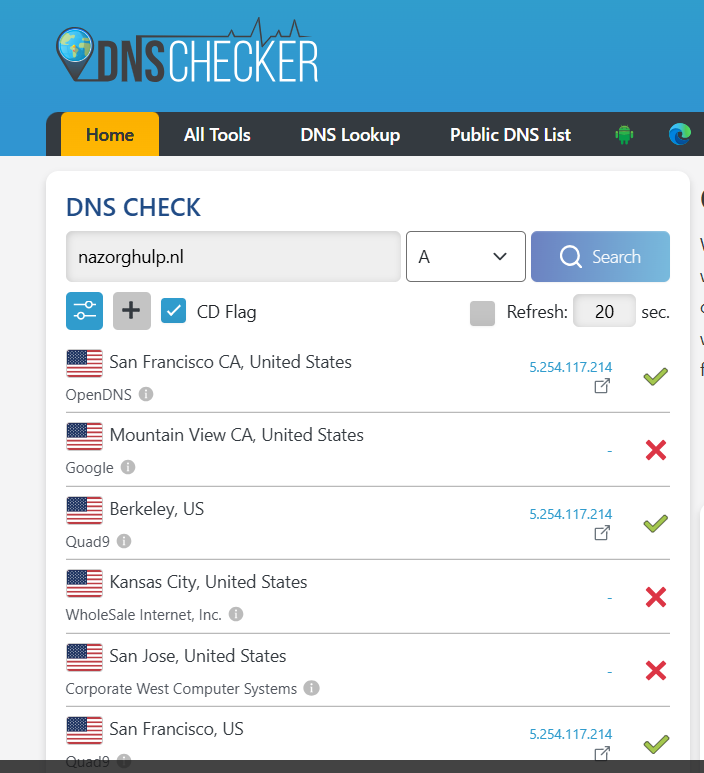 DNSCHECKER
Home All Tools DNS Lookup Public DNS List
DNS CHECK
nazorghulp.nl A Search
CD Flag Refresh: 20 sec.
San Francisco CA, United States 5.254.117.214
OpenDNS
Mountain View CA, United States -
Google
Berkeley, US 5.254.117.214
Quad9
Kansas City, United States -
WholeSale Internet, Inc.
San Jose, United States -
Corporate West Computer Systems
San Francisco, US 5.254.117.214
Quad9